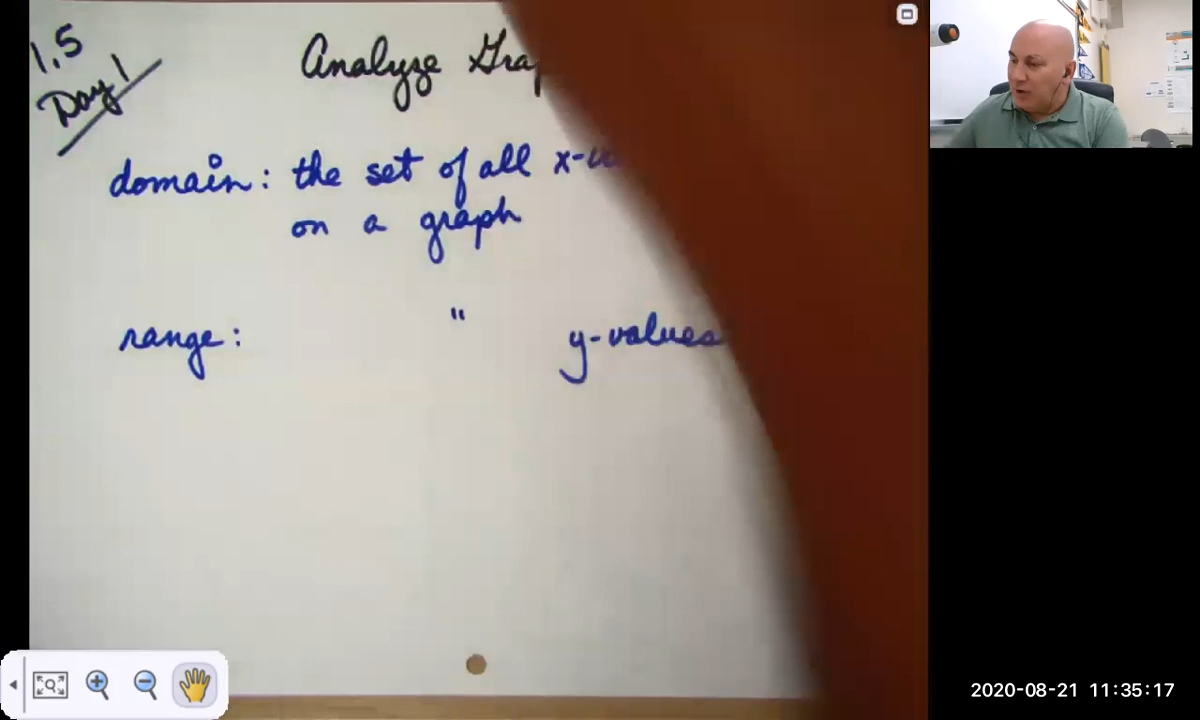 1.5
Day 1
Analyze
domain: the set of all
on a graph
range: " y-values
2020-08-21 11:35:17